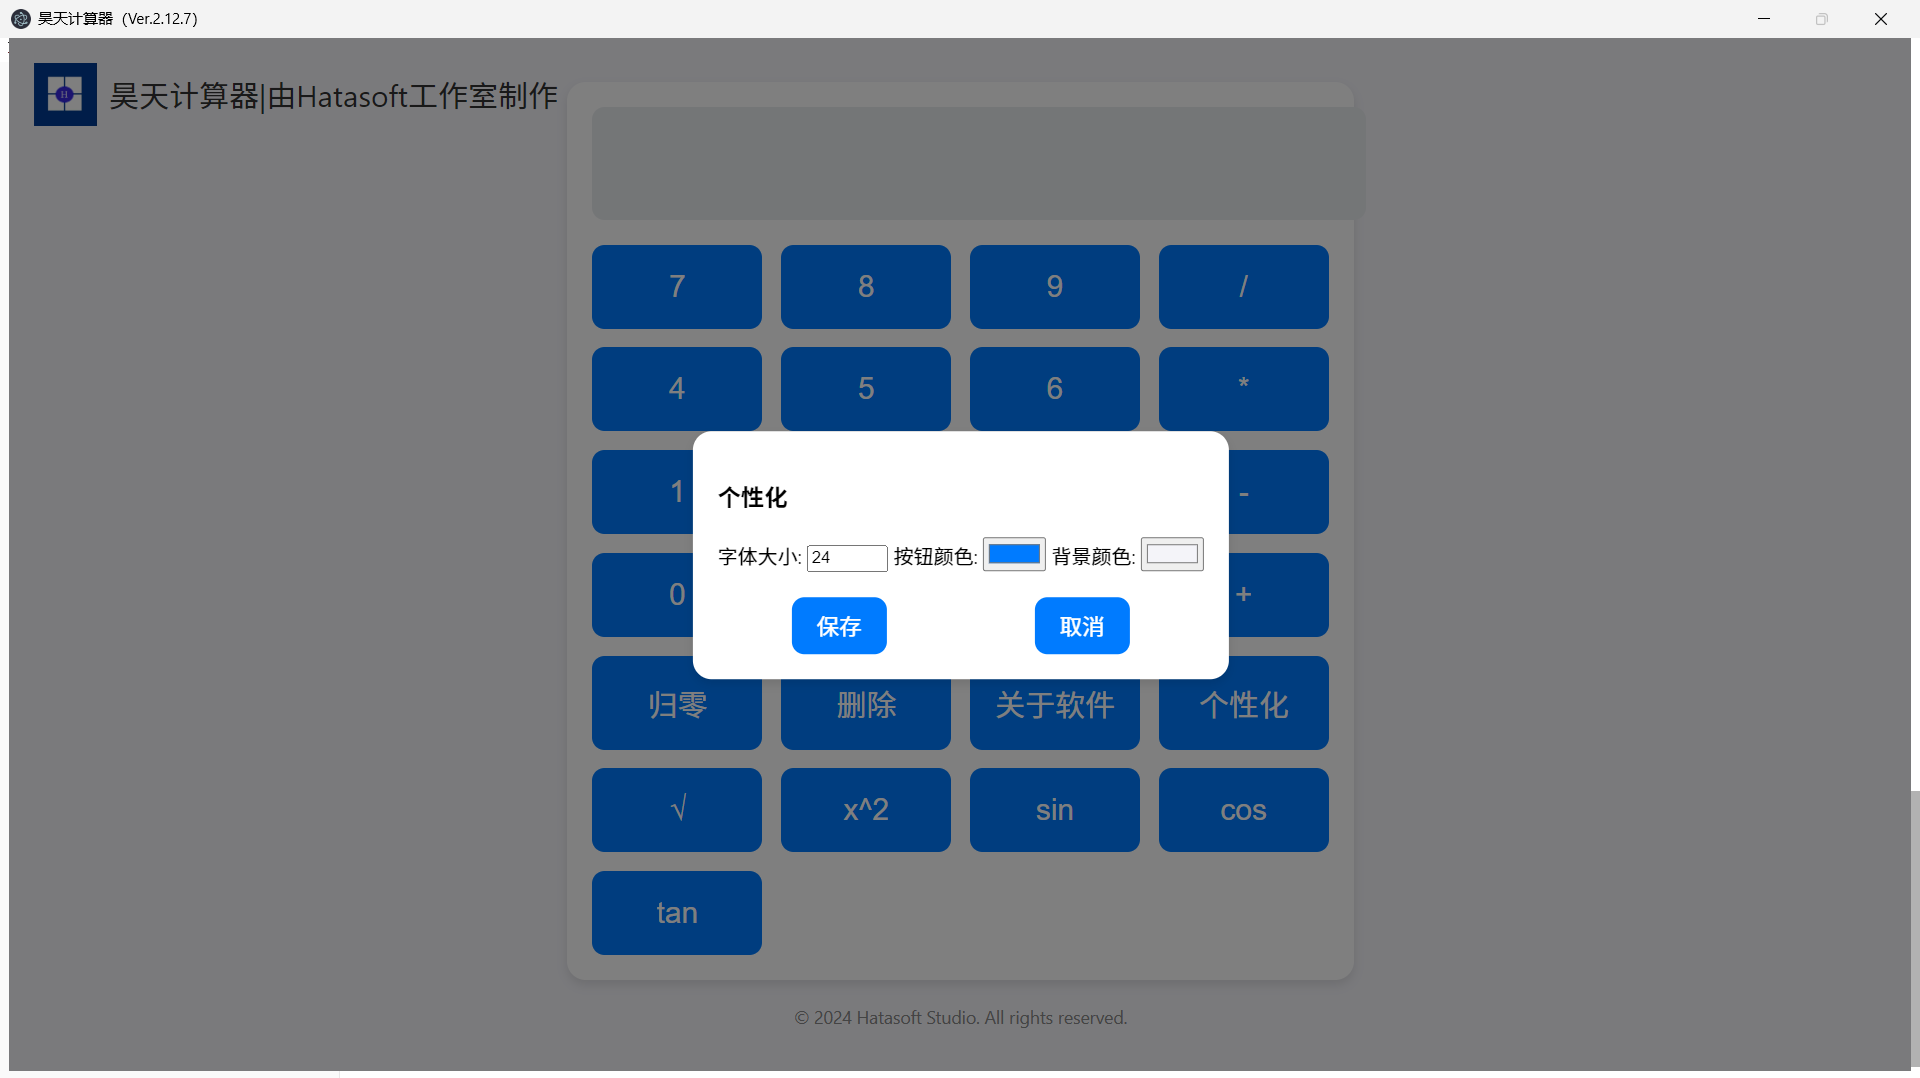 昊天计算器（Ver.2.12.7）
H
昊天计算器|由Hatasoft工作室制作
7 8 9 /
4 5 6 *
1 -
个性化
字体大小: 24 按钮颜色: 背景颜色:
0 +
保存 取消
归零 删除 关于软件 个性化
√ x^2 sin cos
tan
© 2024 Hatasoft Studio. All rights reserved.